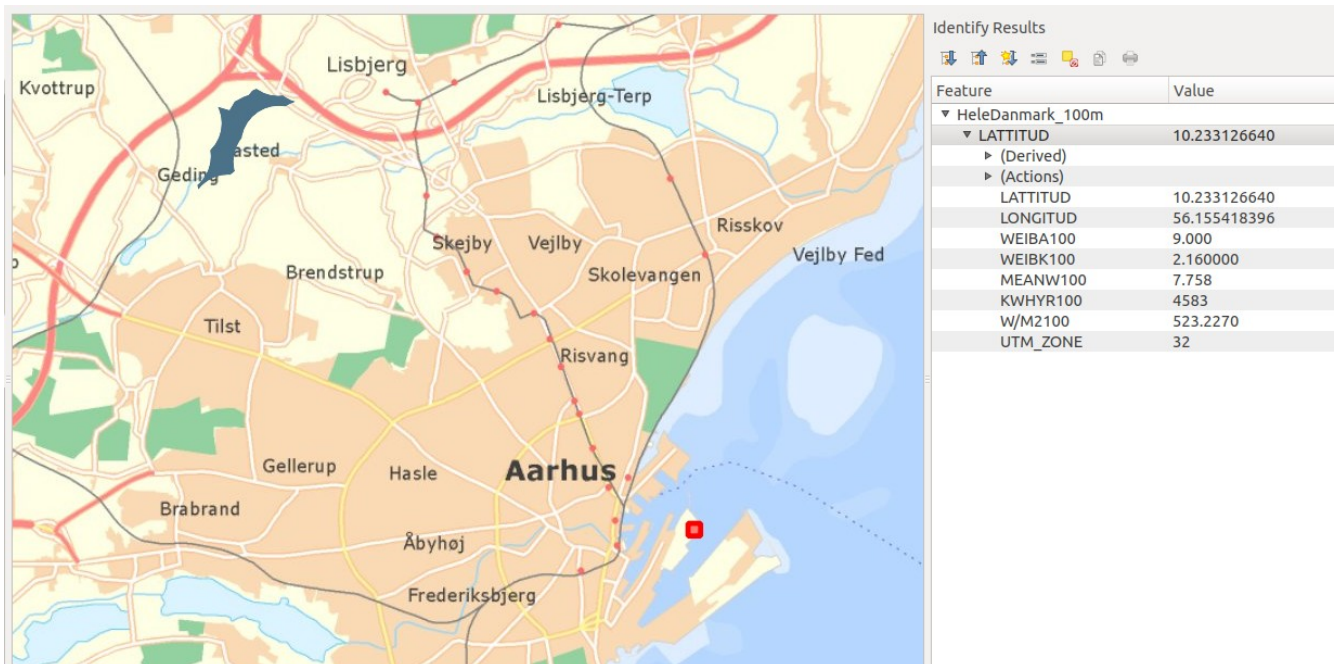 Lisbjerg
Kvottrup
Lisbjerg-Terp
asted
Geding
Risskov
Skejby
Vejlby
Vejlby Fed
Brendstrup
Skolevangen
Tilst
Risvang
Gellerup
Hasle
Aarhus
Brabrand
Åbyhøj
Frederiksbjerg
Identify Results
Feature Value
HeleDanmark_100m
LATTITUD 10.233126640
(Derived)
(Actions)
LATTITUD 10.233126640
LONGITUD 56.155418396
WEIBA100 9.000
WEIBK100 2.160000
MEANW100 7.758
KWHYR100 4583
W/M2100 523.2270
UTM_ZONE 32